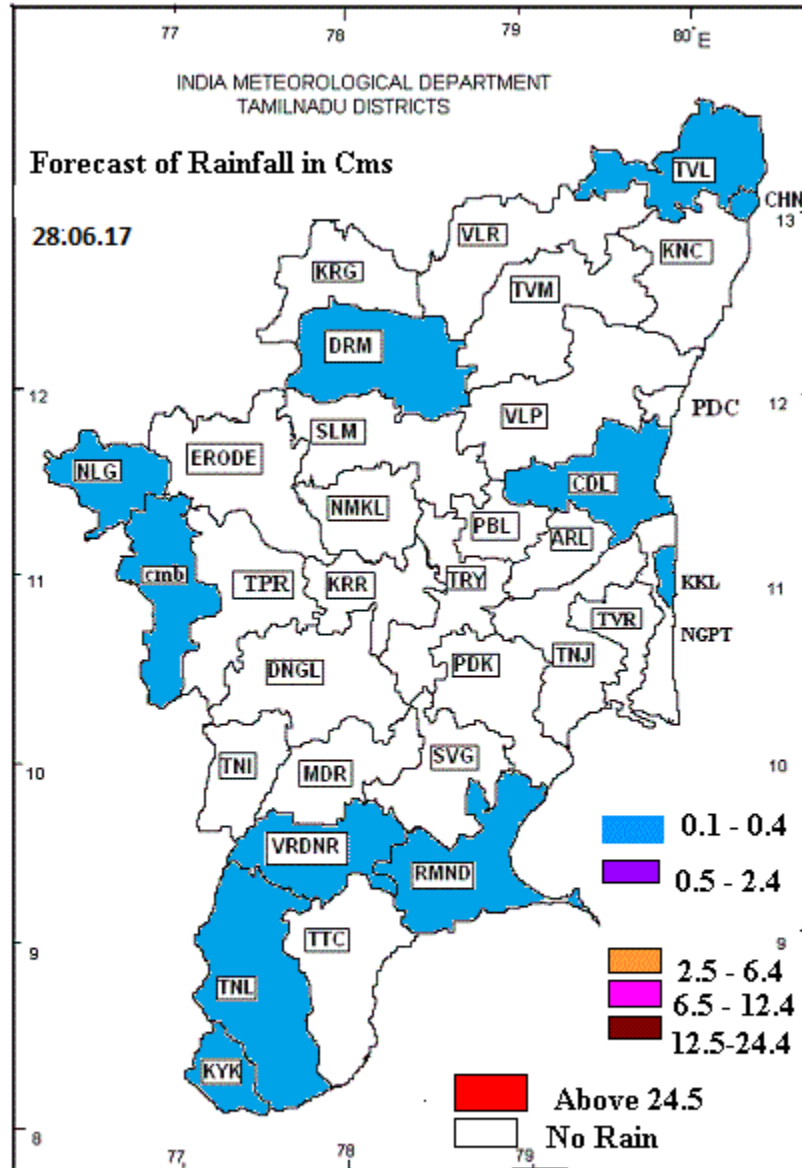 77 78 79 80°E
INDIA METEOROLOGICAL DEPARTMENT
TAMILNADU DISTRICTS
Forecast of Rainfall in Cms
TVL
CHN
13
28.06.17
VLR
KNC
KRG
TVM
DRM
12
12
PDC
VLP
SLM
ERODE
NLG
CDL
NMKL
PBL
ARL
11
cmb
TPR
KRR
TRY
KKL
11
TVR
NGPT
DNGL
PDK
TNJ
10
TNI
MDR
SVG
10
0.1 - 0.4
VRDNR
RMND
0.5 - 2.4
9
TTC
9
2.5 - 6.4
TNL
6.5 - 12.4
12.5-24.4
KYK
Above 24.5
8
No Rain
77 78 79